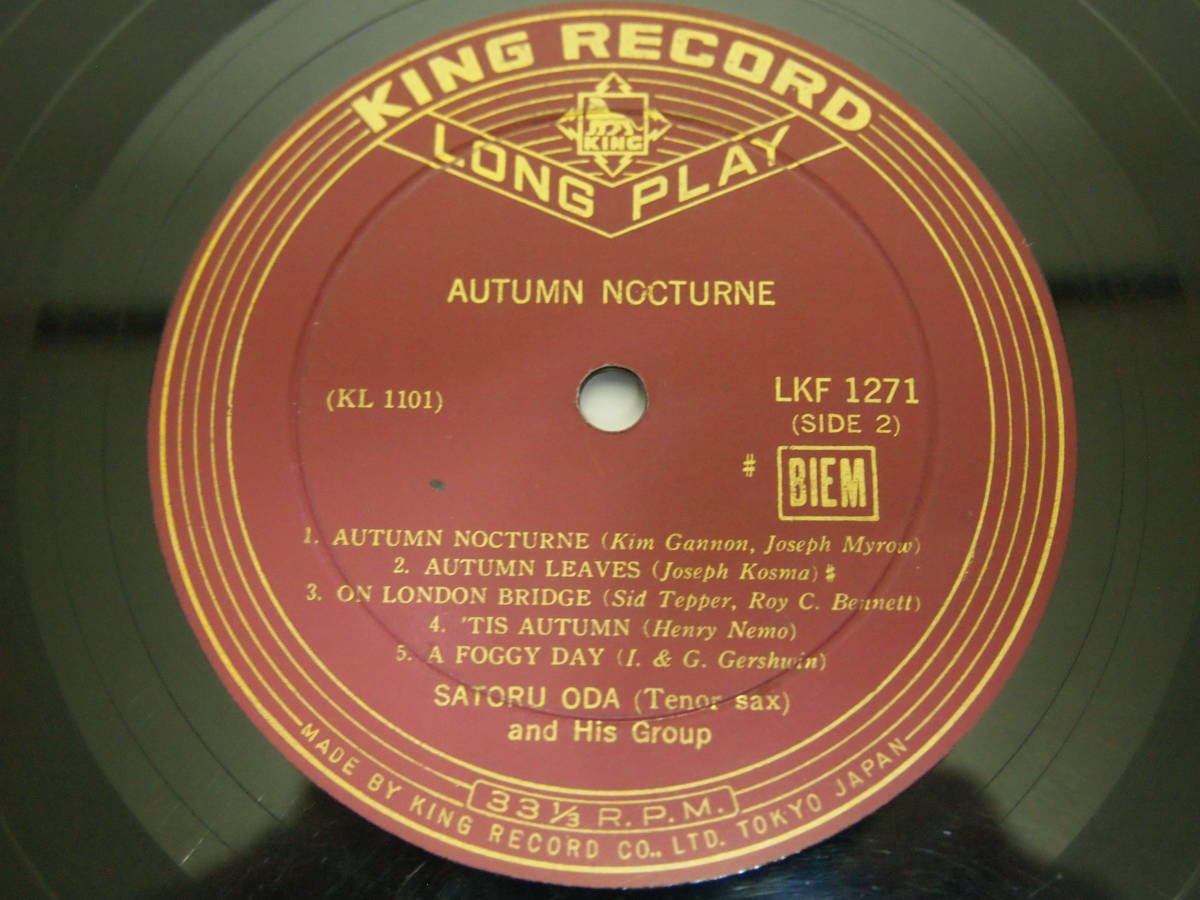 KING RECORD
KING
LONG PLAY
AUTUMN NOCTURNE
(KL 1101)
LKF 1271
(SIDE 2)
# BIEM
1. AUTUMN NOCTURNE (Kim Gannon, Joseph Myrow)
2. AUTUMN LEAVES (Joseph Kosma) #
3. ON LONDON BRIDGE (Sid Tepper, Roy C. Bennett)
4. 'TIS AUTUMN (Henry Nemo)
5. A FOGGY DAY (I. & G. Gershwin)
SATORU ODA (Tenor sax)
and His Group
33 1/3 R.P.M.
MADE BY KING RECORD CO., LTD. TOKYO JAPAN